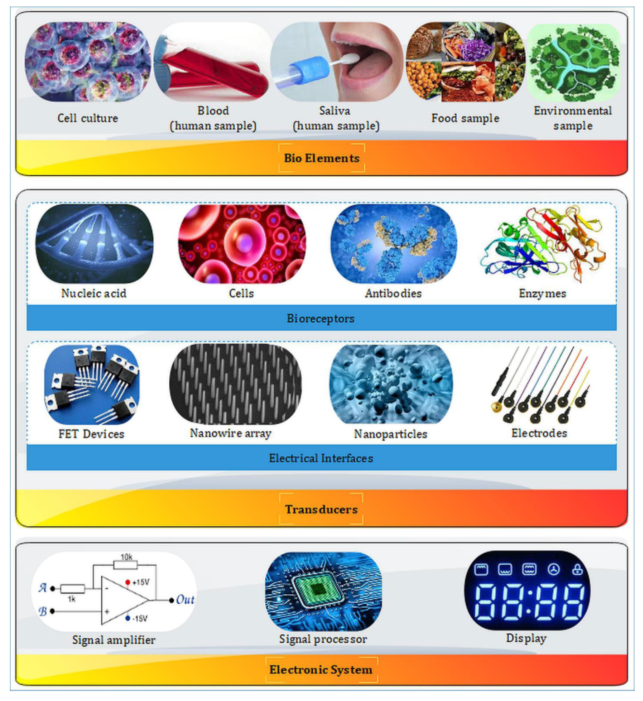 Cell culture
Blood
(human sample)
Saliva
(human sample)
Food sample
Environmental
sample
Bio Elements
Nucleic acid
Cells
Antibodies
Enzymes
Bioreceptors
FET Devices
Nanowire array
Nanoparticles
Electrodes
Electrical Interfaces
Transducers
10k
A
1k
+15V
-
Out
B
+
-15V
88:88
Signal amplifier
Signal processor
Display
Electronic System